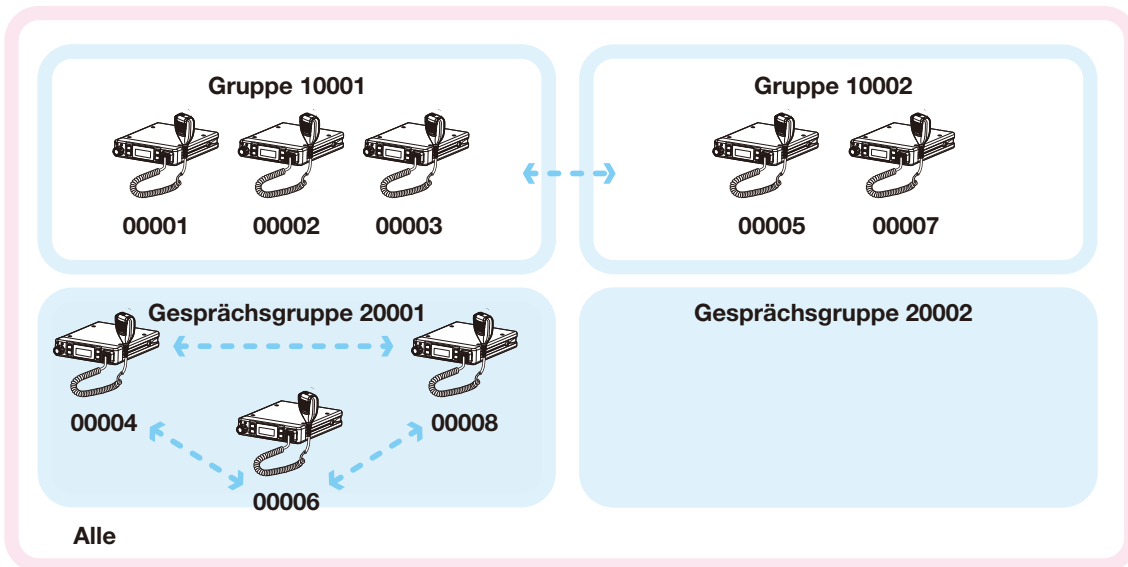 Gruppe 10001
00001 00002 00003
Gruppe 10002
00005 00007
Gesprächsgruppe 20001
00004 00008
00006
Gesprächsgruppe 20002
Alle